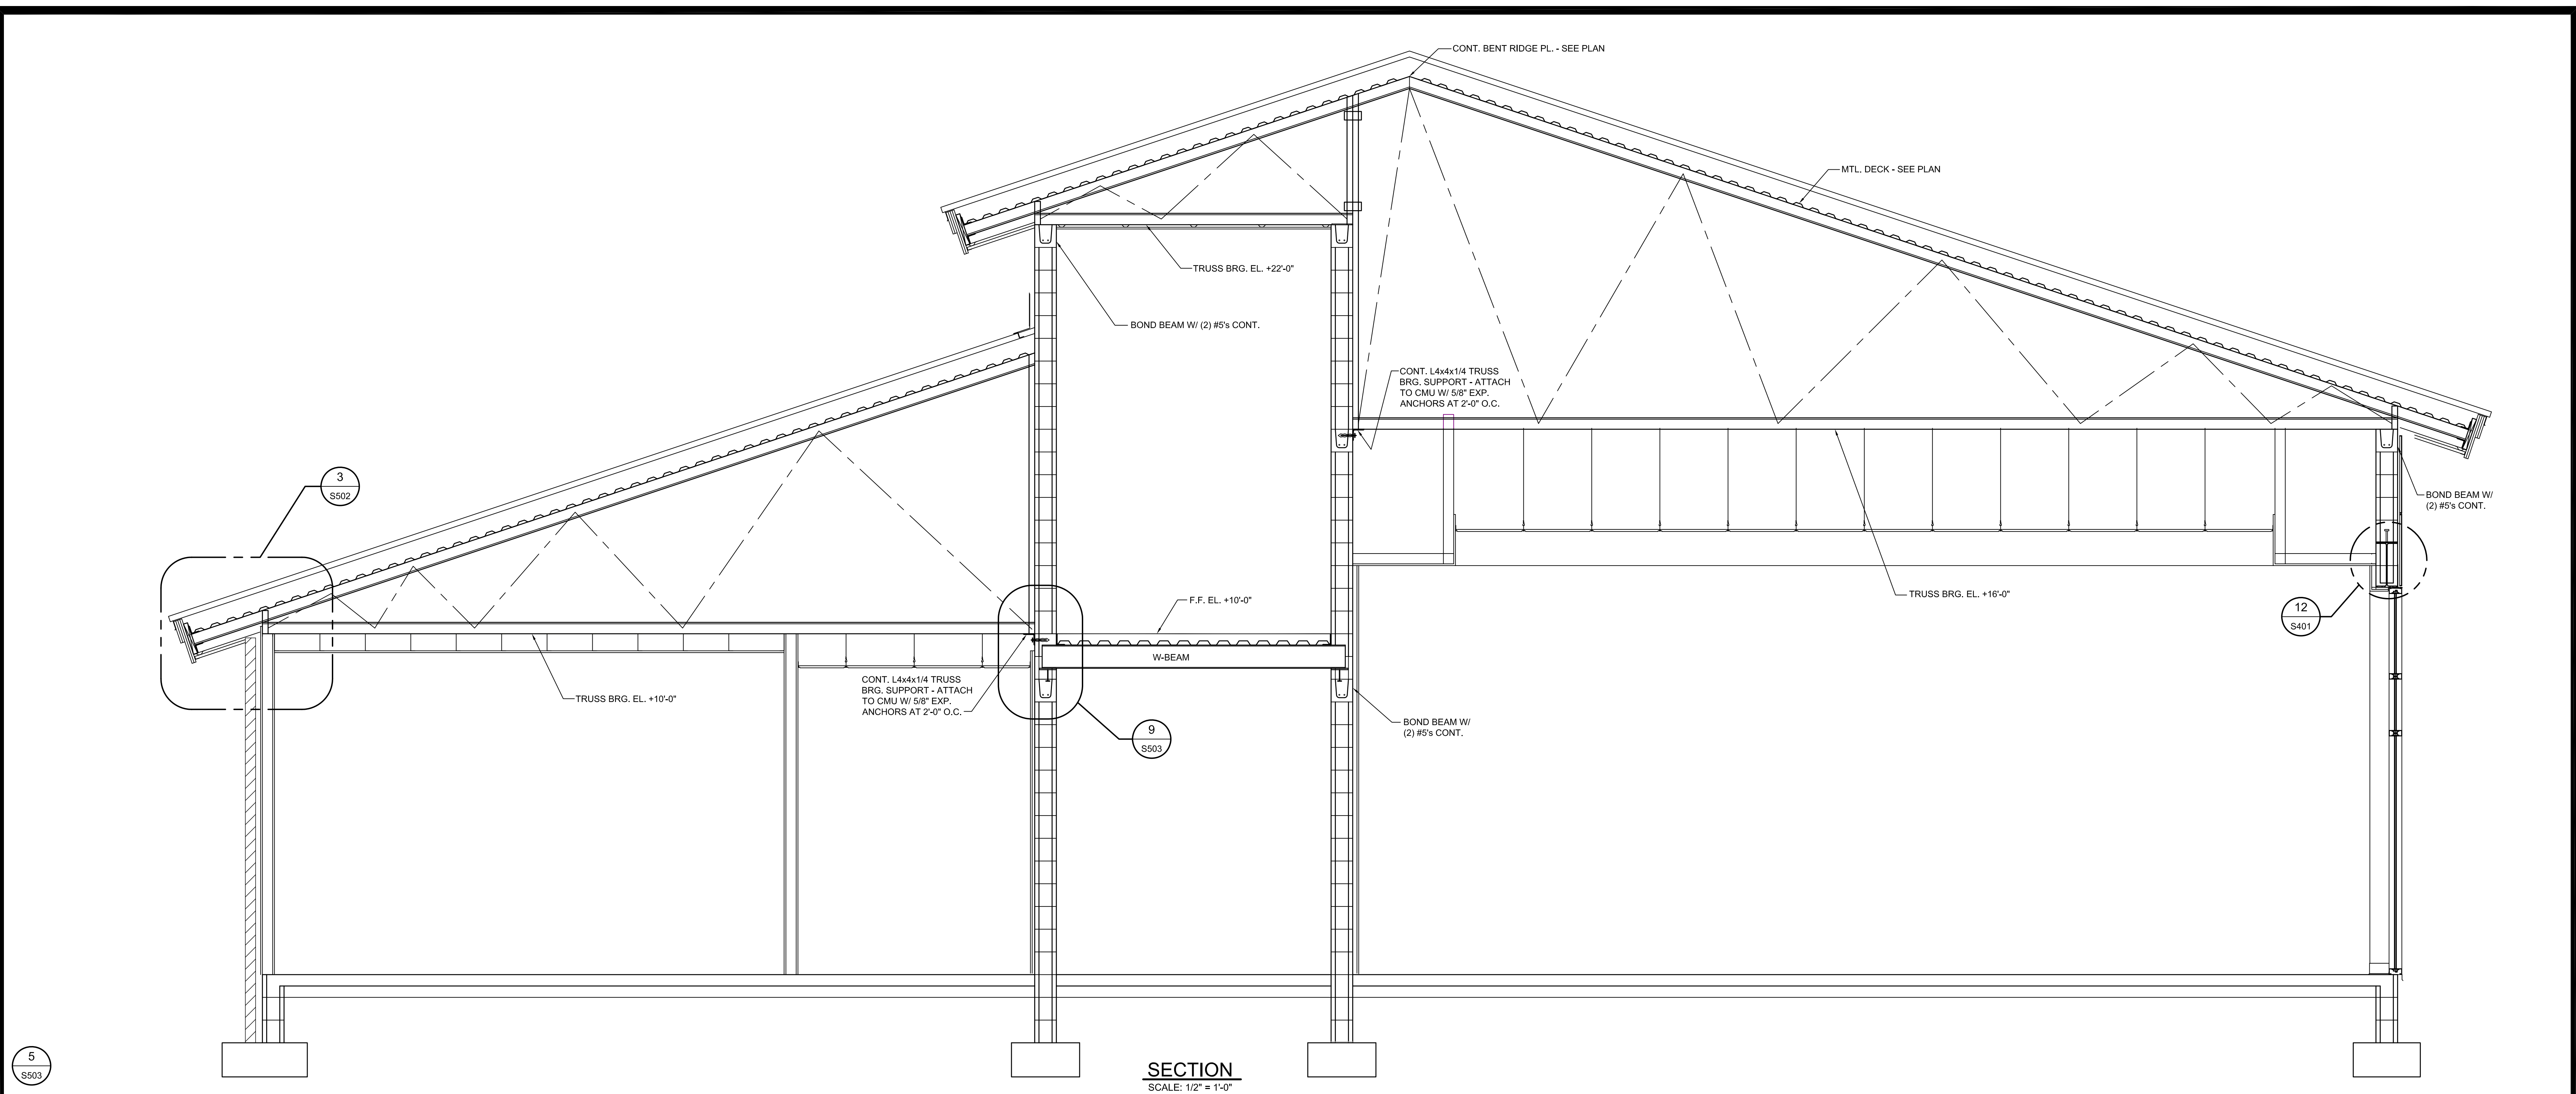 CONT. BENT RIDGE PL. - SEE PLAN
MTL. DECK - SEE PLAN
TRUSS BRG. EL. +22'-0"
BOND BEAM W/ (2) #5's CONT.
CONT. L4x4x1/4 TRUSS
BRG. SUPPORT - ATTACH
TO CMU W/ 5/8" EXP.
ANCHORS AT 2'-0" O.C.
3
S502
BOND BEAM W/
(2) #5's CONT.
TRUSS BRG. EL. +16'-0"
F.F. EL. +10'-0"
12
S401
W-BEAM
CONT. L4x4x1/4 TRUSS
BRG. SUPPORT - ATTACH
TO CMU W/ 5/8" EXP.
ANCHORS AT 2'-0" O.C.
TRUSS BRG. EL. +10'-0"
BOND BEAM W/
(2) #5's CONT.
9
S503
5
S503
SECTION
SCALE: 1/2" = 1'-0"